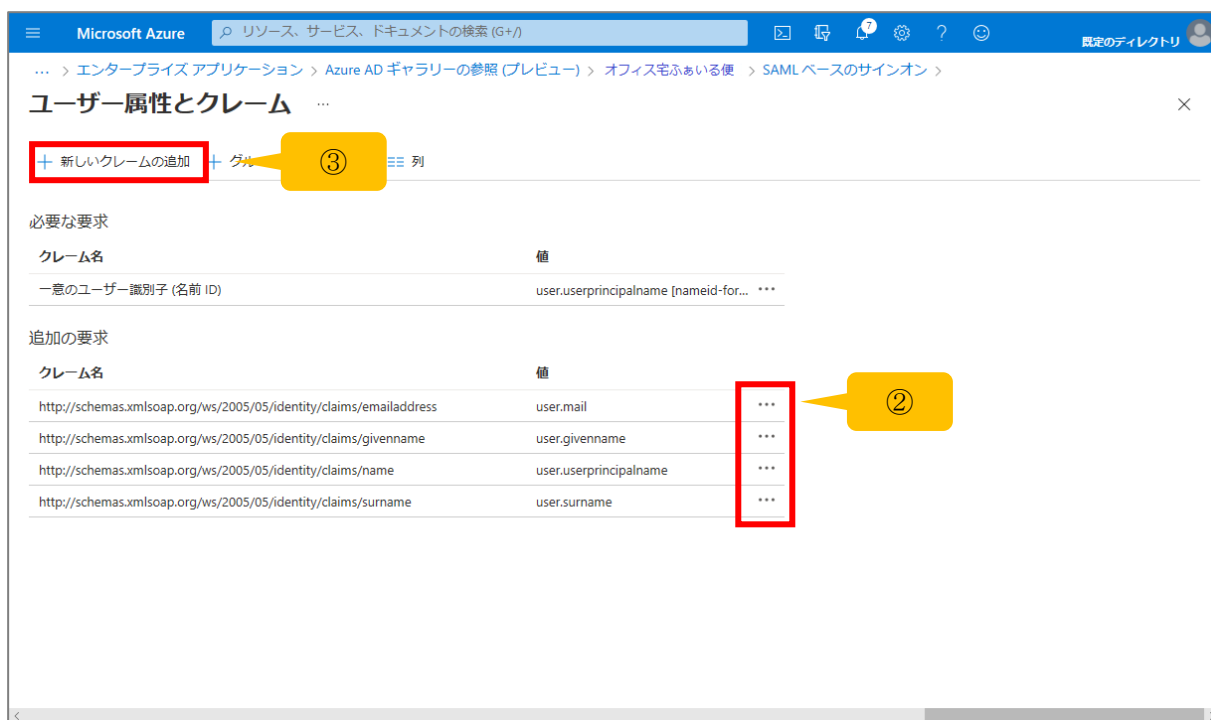 Microsoft Azure
リソース、サービス、ドキュメントの検索 (G+/)
7
既定のディレクトリ
… > エンタープライズ アプリケーション > Azure AD ギャラリーの参照 (プレビュー) > オフィス宅ふぁいる便 > SAML ベースのサインオン >
ユーザー属性とクレーム …
+ 新しいクレームの追加 + グル 列
③
必要な要求
クレーム名 値
一意のユーザー識別子 (名前 ID) user.userprincipalname [nameid-for... •••
追加の要求
クレーム名 値
http://schemas.xmlsoap.org/ws/2005/05/identity/claims/emailaddress user.mail •••
②
http://schemas.xmlsoap.org/ws/2005/05/identity/claims/givenname user.givenname •••
http://schemas.xmlsoap.org/ws/2005/05/identity/claims/name user.userprincipalname •••
http://schemas.xmlsoap.org/ws/2005/05/identity/claims/surname user.surname •••